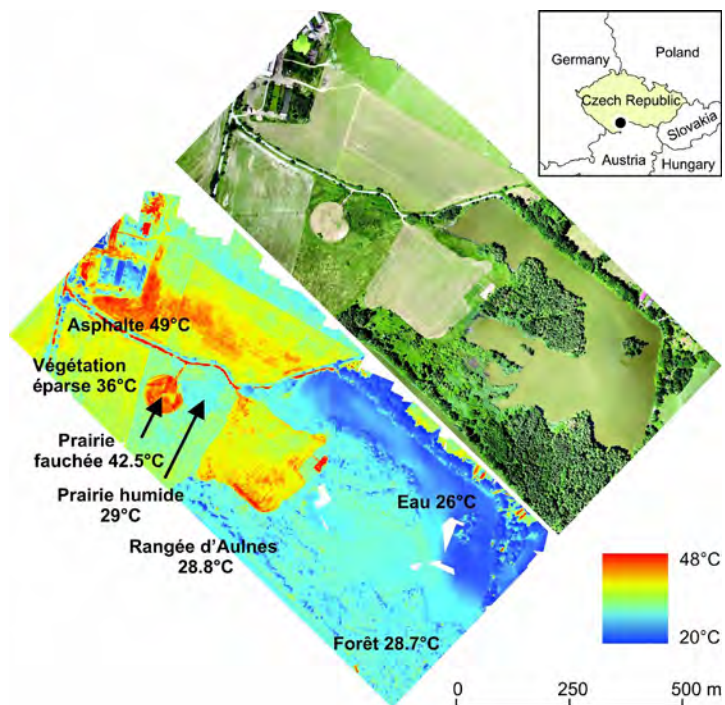 Germany
Poland
Czech Republic
Slovakia
Austria
Hungary
Asphalte 49°C
Végétation
éparse 36°C
Prairie
fauchée 42.5°C
Prairie humide
29°C
Eau 26°C
Rangée d'Aulnes
28.8°C
Forêt 28.7°C
48°C
20°C
0 250 500 m